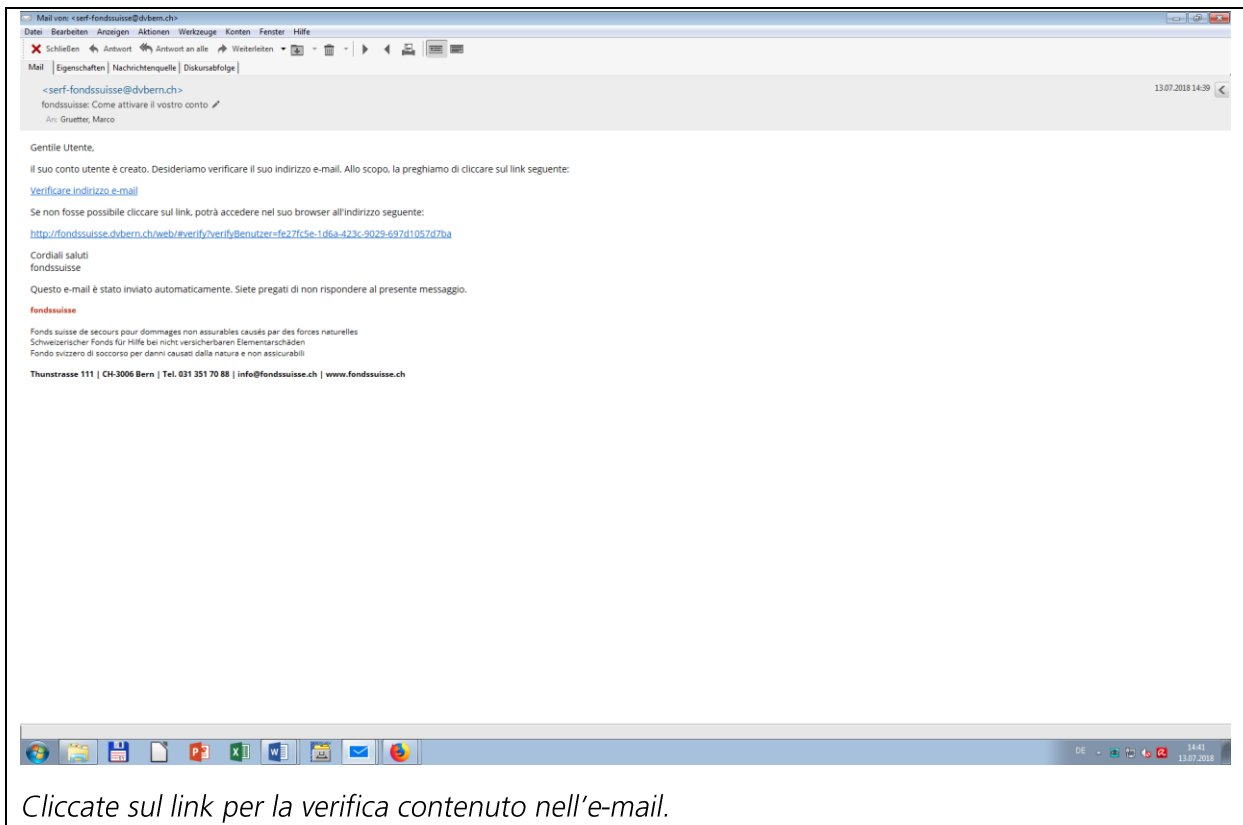 Mail von: <serf-fondssuisse@dvbern.ch>
Datei Bearbeiten Anzeigen Aktionen Werkzeuge Konten Fenster Hilfe
Schließen Antwort Antwort an alle Weiterleiten
Mail Eigenschaften Nachrichtenquelle Diskursabfolge
<serf-fondssuisse@dvbern.ch> 13.07.2018 14:39
fondssuisse: Come attivare il vostro conto
An: Gruetter, Marco
Gentile Utente,
il suo conto utente è creato. Desideriamo verificare il suo indirizzo e-mail. Allo scopo, la preghiamo di cliccare sul link seguente:
Verificare indirizzo e-mail
Se non fosse possibile cliccare sul link, potrà accedere nel suo browser all'indirizzo seguente:
http://fondssuisse.dvbern.ch/web/#verify?verifyBenutzer=fe27fc5e-1d6a-423c-9029-697d1057d7ba
Cordiali saluti
fondssuisse
Questo e-mail è stato inviato automaticamente. Siete pregati di non rispondere al presente messaggio.
fondssuisse
Fonds suisse de secours pour dommages non assurables causés par des forces naturelles
Schweizerischer Fonds für Hilfe bei nicht versicherbaren Elementarschäden
Fondo svizzero di soccorso per danni causati dalla natura e non assicurabili
Thunstrasse 111 | CH-3006 Bern | Tel. 031 351 70 88 | info@fondssuisse.ch | www.fondssuisse.ch
DE 14:41
13.07.2018
Cliccate sul link per la verifica contenuto nell'e-mail.